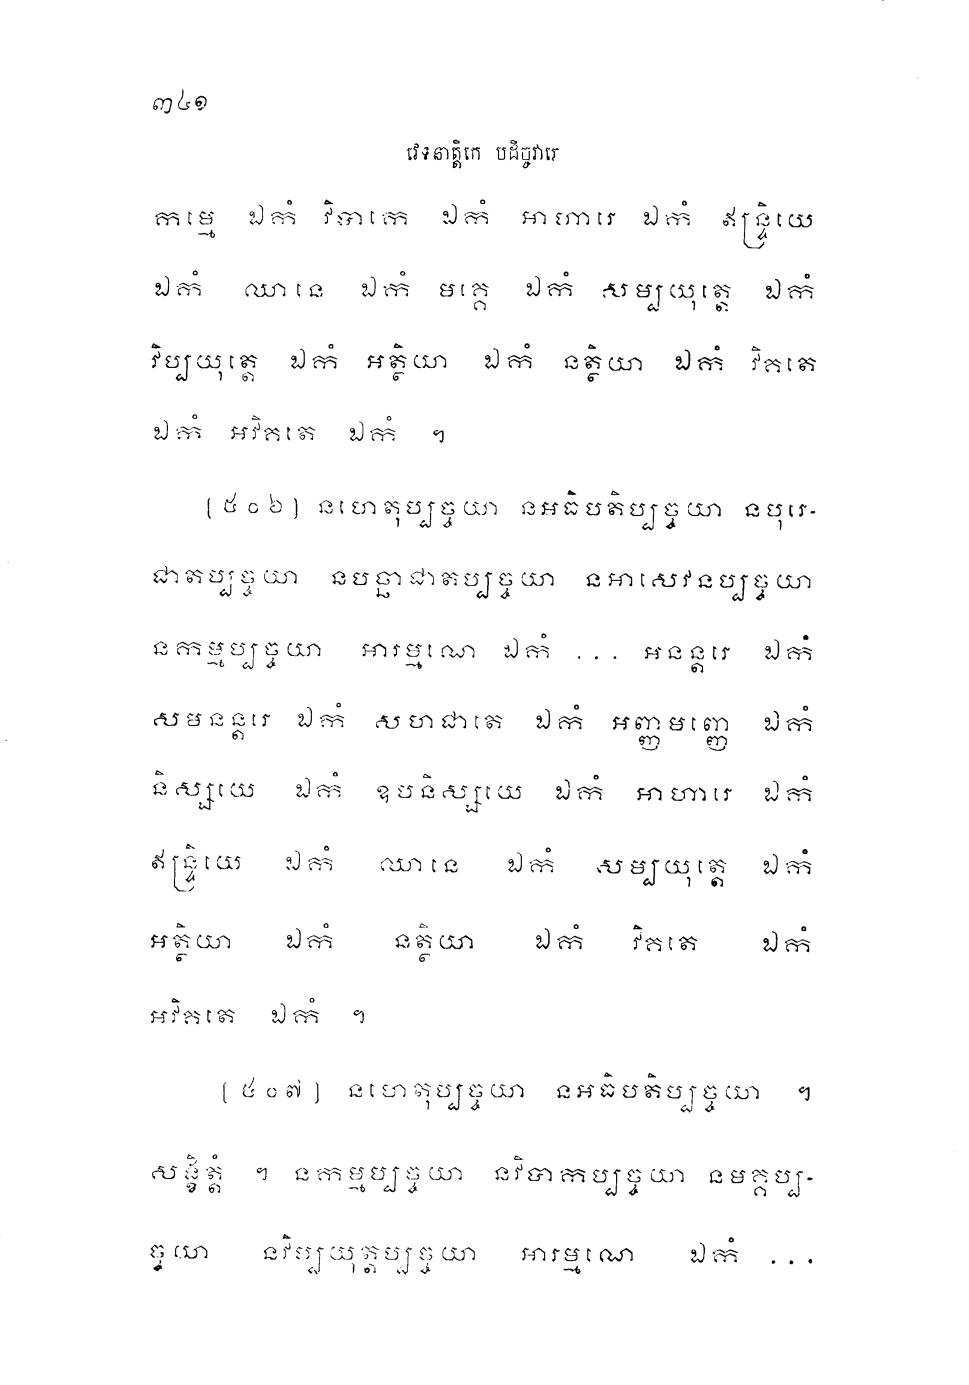 ៣៤១
វេទនាត្តិកេ បដិច្ចវារេ
កម្មេ ឯកំ វិបាកេ ឯកំ អាហារេ ឯកំ ឥន្ទ្រិយេ
ឯកំ ឈានេ ឯកំ មគ្គេ ឯកំ សម្បយុត្តេ ឯកំ
វិប្បយុត្តេ ឯកំ អត្ថិយា ឯកំ នត្ថិយា ឯកំ វិគតេ
ឯកំ អវិគតេ ឯកំ ។
[៥០៦] នហេតុប្បច្ចយា នអធិបតិប្បច្ចយា នបុរេ-
ជាតប្បច្ចយា នបច្ឆាជាតប្បច្ចយា នអាសេវនប្បច្ចយា
នកម្មប្បច្ចយា អារម្មណេ ឯកំ ... អនន្តរេ ឯកំ
សមនន្តរេ ឯកំ សហជាតេ ឯកំ អញ្ញមញ្ញេ ឯកំ
និស្សយេ ឯកំ ឧបនិស្សយេ ឯកំ អាហារេ ឯកំ
ឥន្ទ្រិយេ ឯកំ ឈានេ ឯកំ សម្បយុត្តេ ឯកំ
អត្ថិយា ឯកំ នត្ថិយា ឯកំ វិគតេ ឯកំ
អវិគតេ ឯកំ ។
[៥០៧] នហេតុប្បច្ចយា នអធិបតិប្បច្ចយា ។
សង្ខិត្តំ ។ នកម្មប្បច្ចយា នវិបាកប្បច្ចយា នមគ្គប្ប-
ច្ចយា នវិប្បយុត្តប្បច្ចយា អារម្មណេ ឯកំ ...